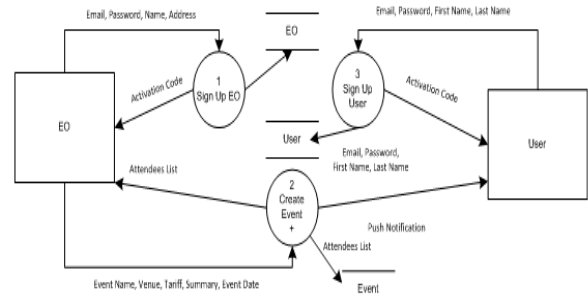 Email, Password, Name, Address
EO
Email, Password, First Name, Last Name
1
Sign Up EO
3
Sign Up
User
Activation Code
Activation Code
EO
User
User
Email, Password,
First Name, Last Name
Attendees List
2
Create
Event
+
Push Notification
Attendees List
Event Name, Venue, Tariff, Summary, Event Date
Event